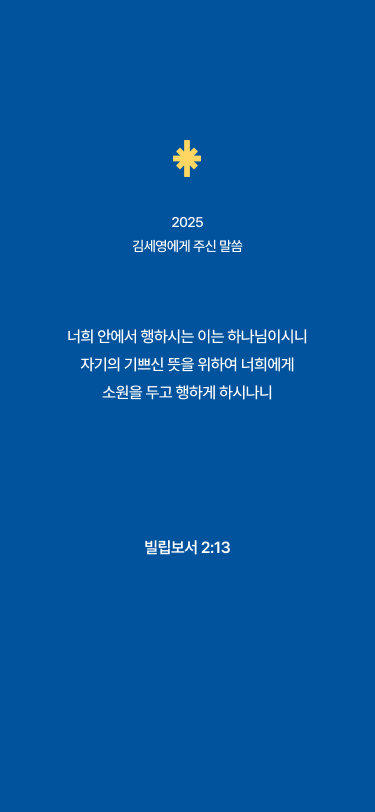 2025
김세영에게 주신 말씀
너희 안에서 행하시는 이는 하나님이시니
자기의 기쁘신 뜻을 위하여 너희에게
소원을 두고 행하게 하시나니
빌립보서 2:13